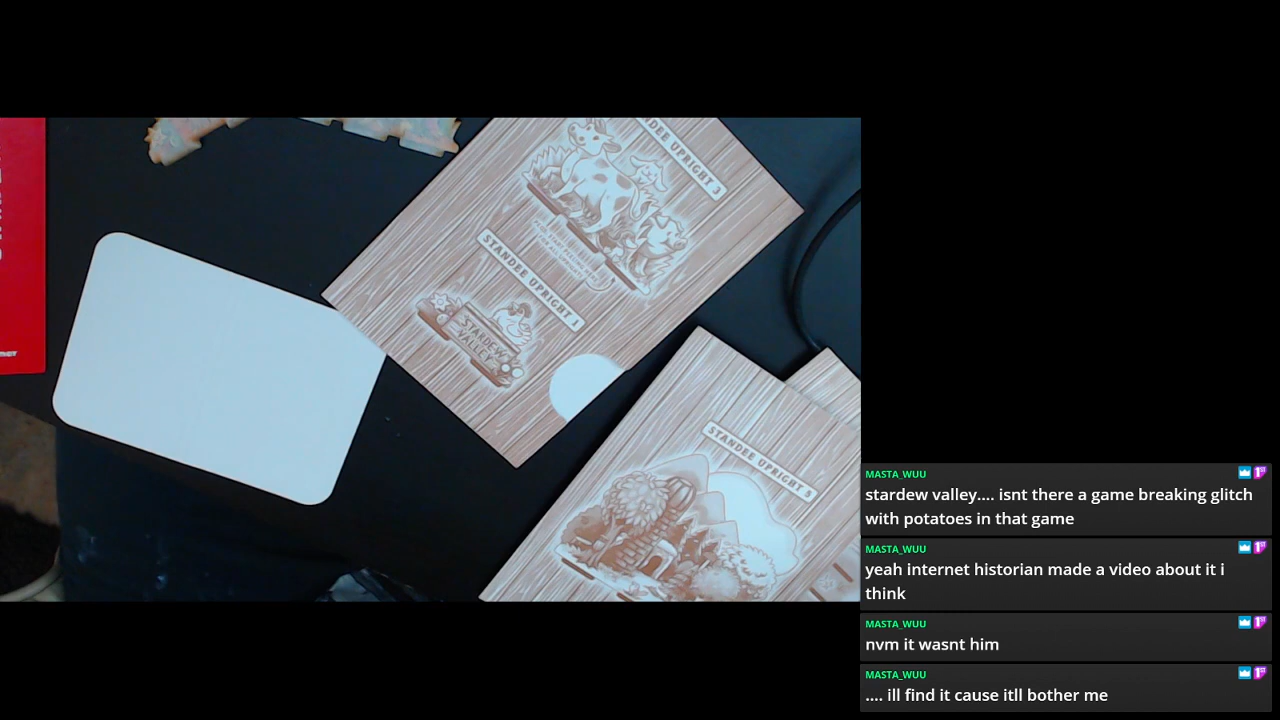 STANDEE UPRIGHT 3
STANDEE UPRIGHT 1
STARDEW
VALLEY
STANDEE UPRIGHT 5
MASTA_WUU
stardew valley.... isnt there a game breaking glitch
with potatoes in that game
MASTA_WUU
yeah internet historian made a video about it i
think
MASTA_WUU
nvm it wasnt him
MASTA_WUU
.... ill find it cause itll bother me